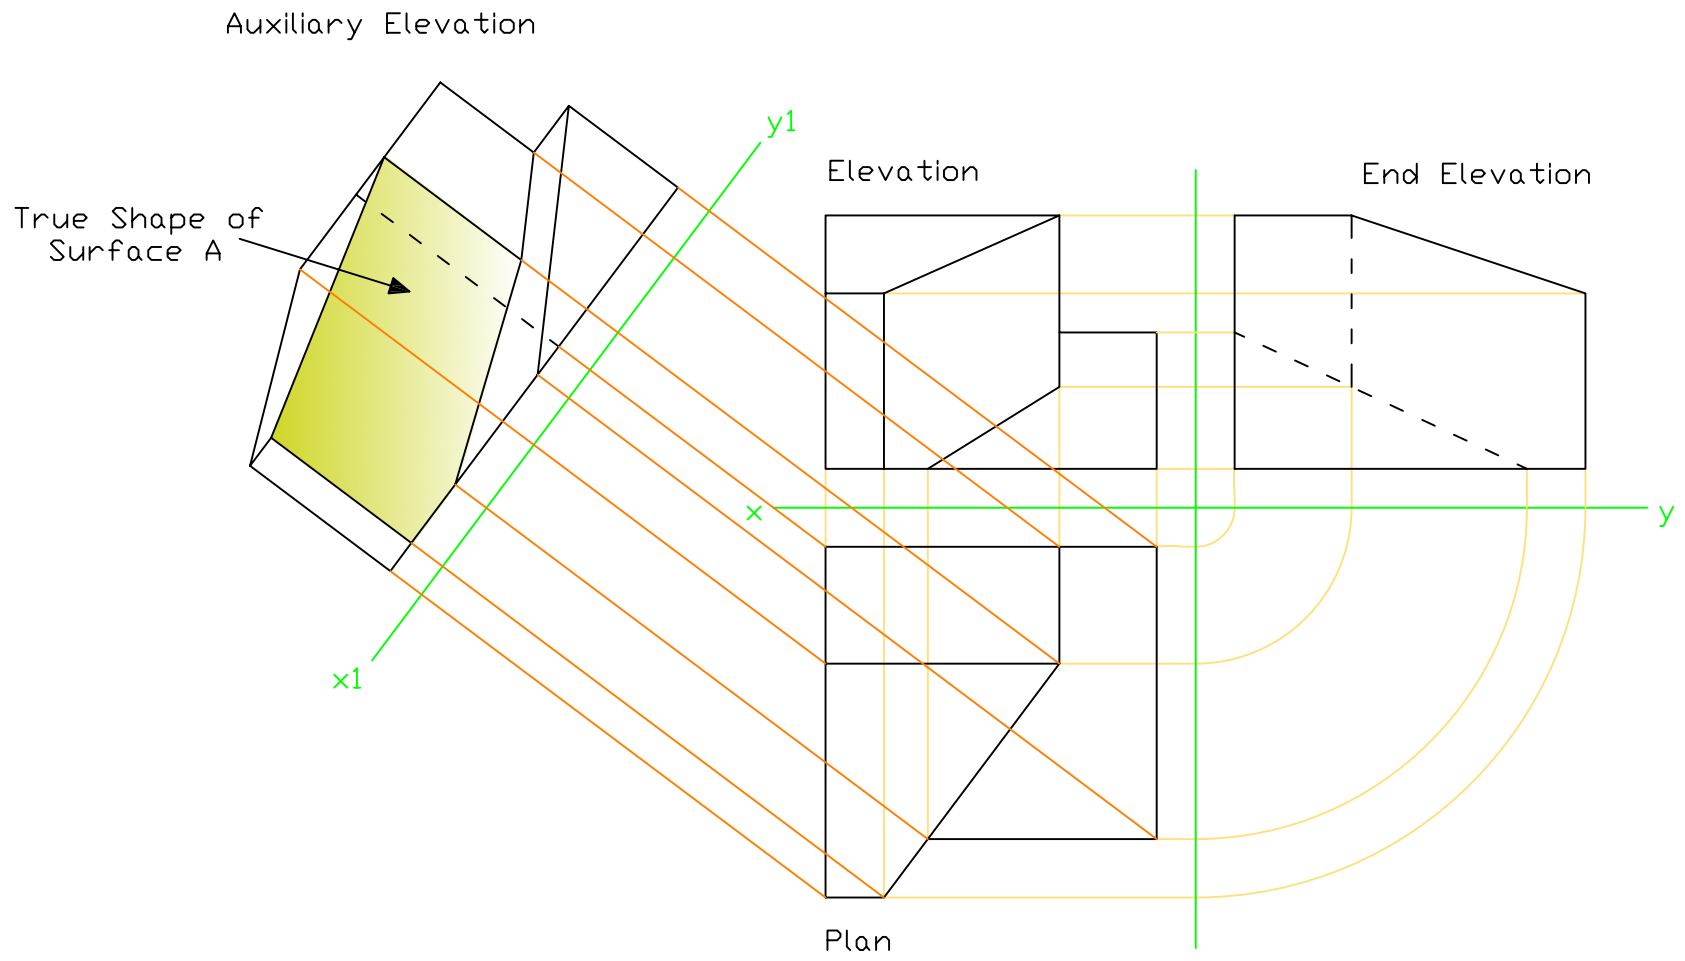 Auxiliary Elevation
y1
Elevation
End Elevation
True Shape of
Surface A
x
y
x1
Plan